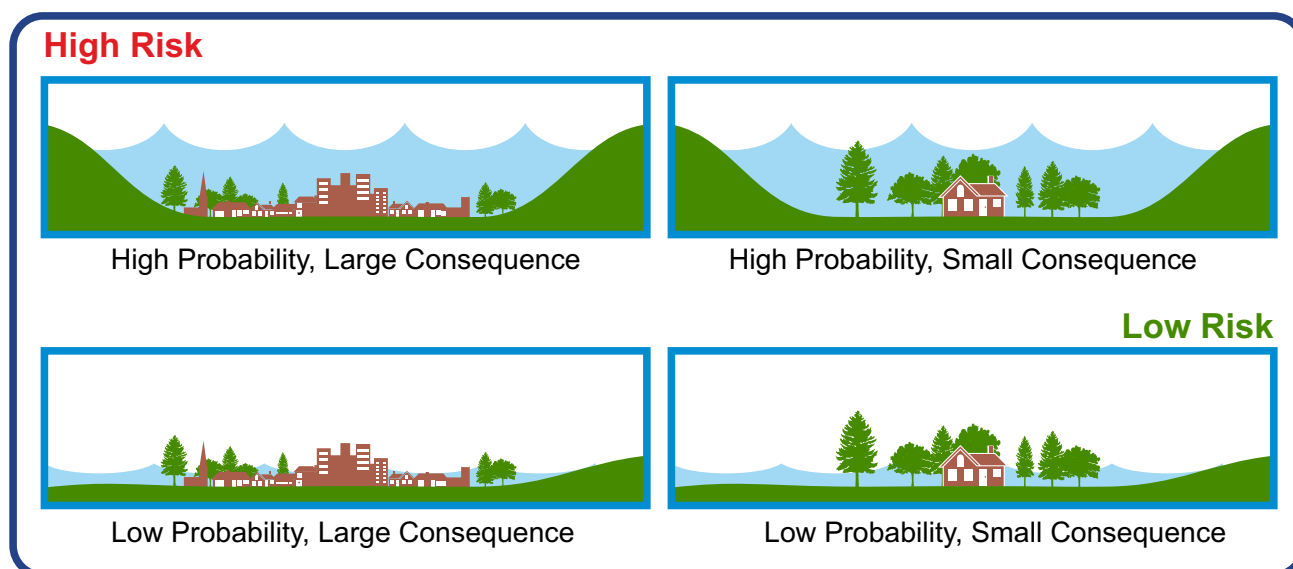 High Risk
High Probability, Large Consequence
High Probability, Small Consequence
Low Risk
Low Probability, Large Consequence
Low Probability, Small Consequence